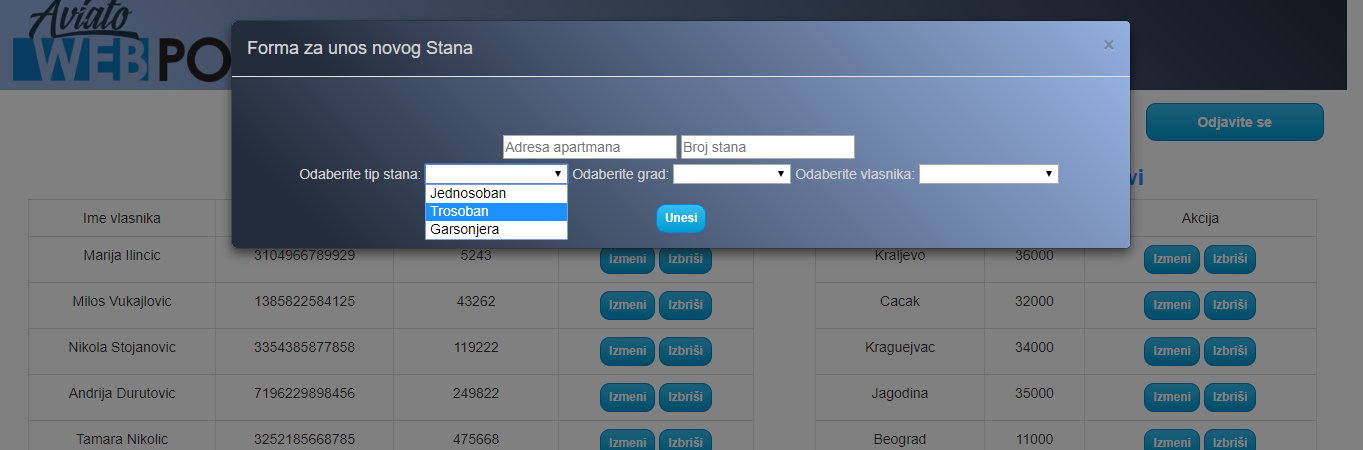 Aviato
WEB PO
Forma za unos novog Stana
×
Odjavite se
Adresa apartmana Broj stana
Odaberite tip stana: Odaberite grad: Odaberite vlasnika:
Jednosoban
Trosoban
Garsonjera
Unesi
vi
Ime vlasnika Akcija
Marija Ilincic 3104966789929 5243 Izmeni Izbriši Kraljevo 36000 Izmeni Izbriši
Milos Vukajlovic 1385822584125 43262 Izmeni Izbriši Cacak 32000 Izmeni Izbriši
Nikola Stojanovic 3354385877858 119222 Izmeni Izbriši Kraguejvac 34000 Izmeni Izbriši
Andrija Durutovic 7196229898456 249822 Izmeni Izbriši Jagodina 35000 Izmeni Izbriši
Tamara Nikolic 3252185668785 475668 Izmeni Izbriši Beograd 11000 Izmeni Izbriši